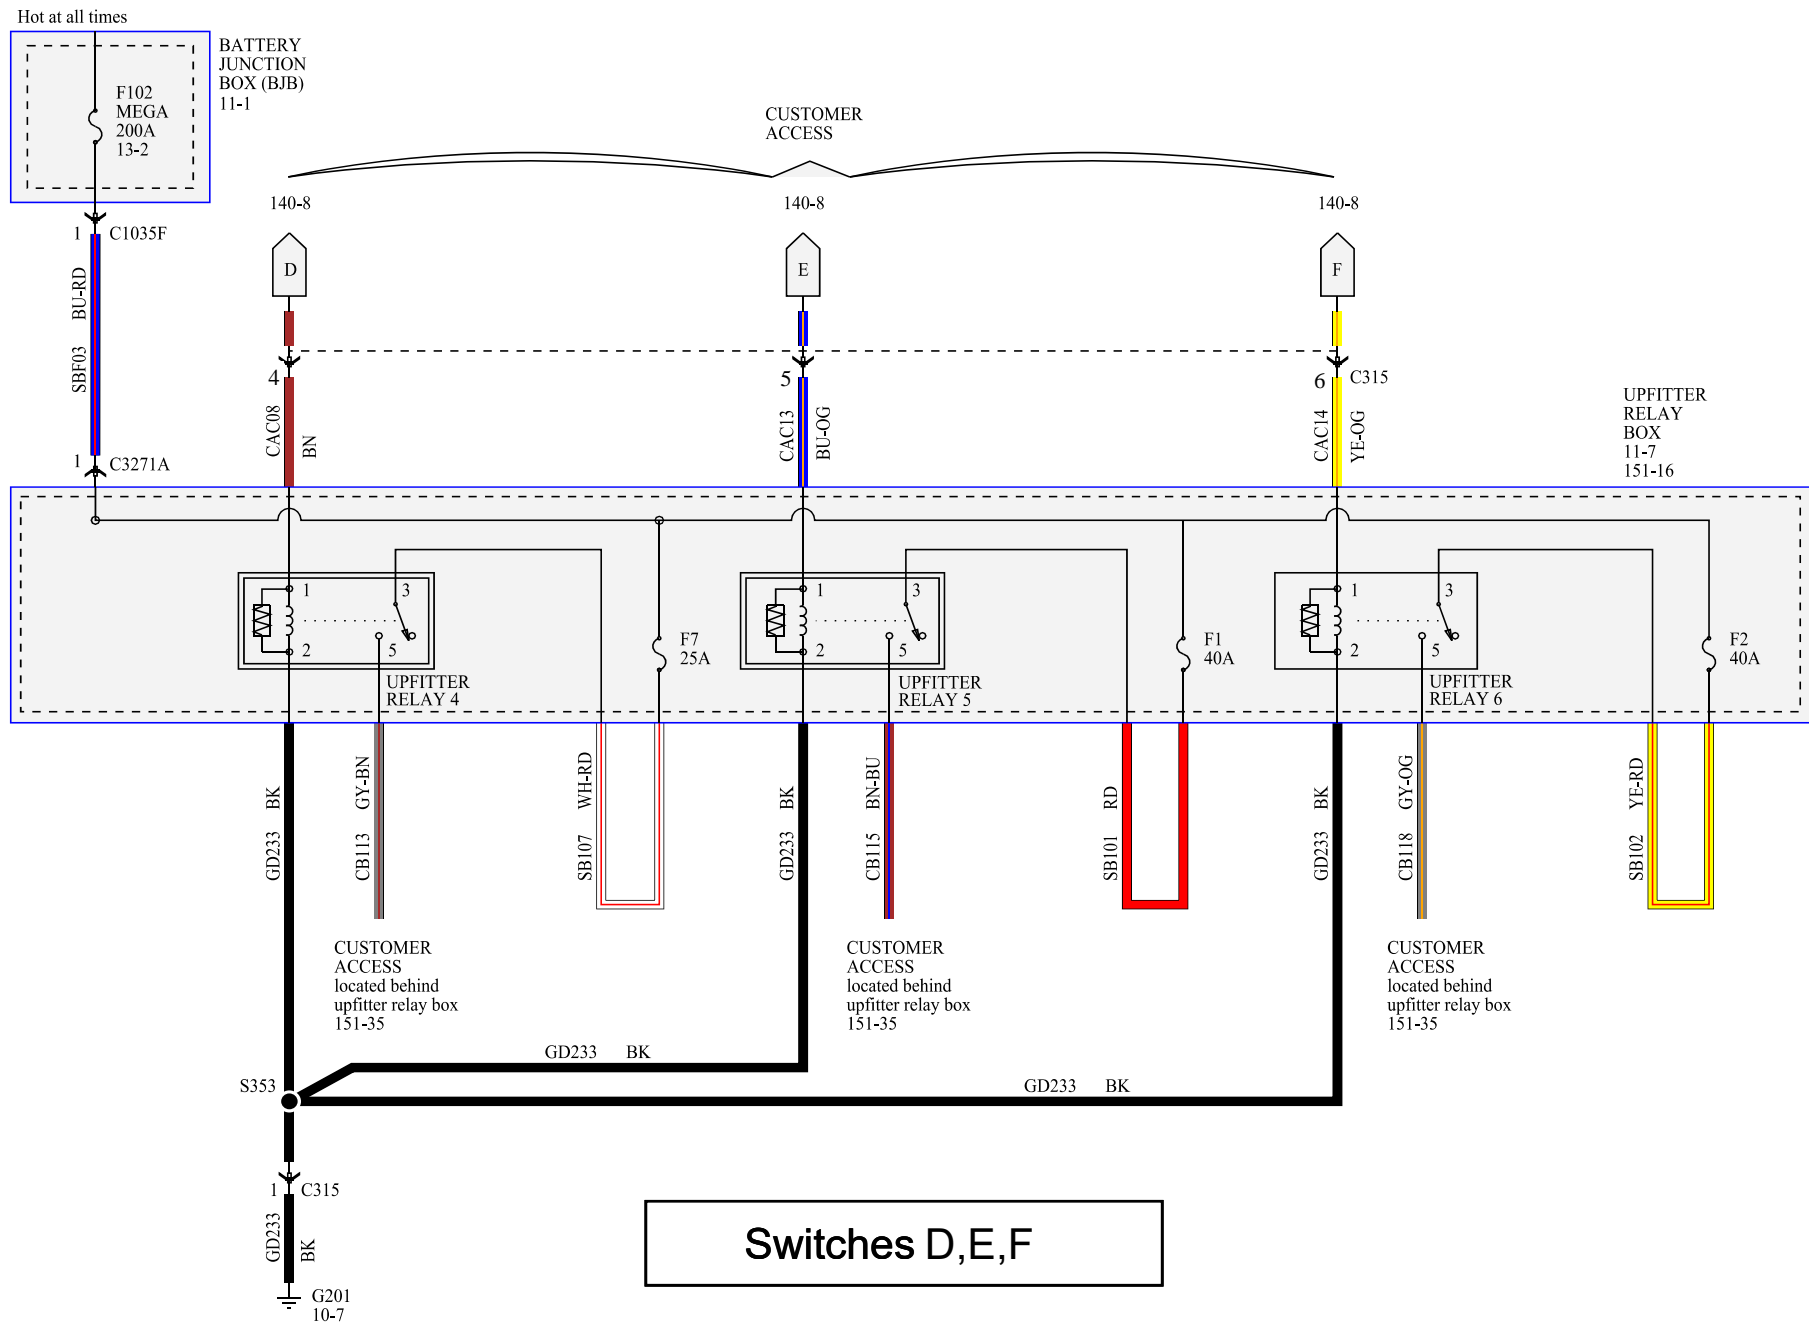 Hot at all times
BATTERY
JUNCTION
BOX (BJB)
11-1
F102
MEGA
200A
13-2
CUSTOMER
ACCESS
140-8
140-8
140-8
1
C1035F
D
E
F
BU-RD
SBF03
4
5
6
C315
CAC08
BN
CAC13
BU-OG
CAC14
YE-OG
UPFITTER
RELAY
BOX
11-7
151-16
1
C3271A
1
3
2
5
UPFITTER
RELAY 4
F7
25A
1
3
2
5
UPFITTER
RELAY 5
F1
40A
1
3
2
5
UPFITTER
RELAY 6
F2
40A
GD233 BK
CB113 GY-BN
SB107 WH-RD
GD233 BK
CB115 BN-BU
SB101 RD
GD233 BK
CB118 GY-OG
SB102 YE-RD
CUSTOMER
ACCESS
located behind
upfitter relay box
151-35
CUSTOMER
ACCESS
located behind
upfitter relay box
151-35
CUSTOMER
ACCESS
located behind
upfitter relay box
151-35
GD233 BK
S353
GD233 BK
1
C315
GD233
BK
G201
10-7
Switches D,E,F